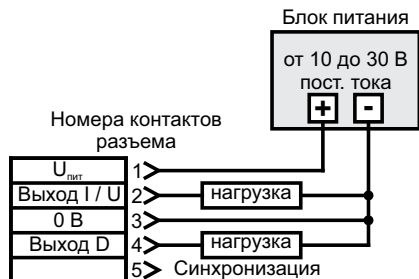 Блок питания
от 10 до 30 В
пост. тока
+ -
Номера контактов
разъема
Uпит 1
Выход I / U 2 нагрузка
0 В 3
Выход D 4 нагрузка
5 Синхронизация